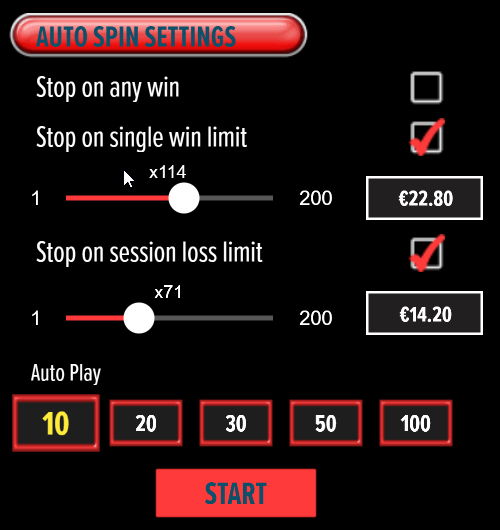 AUTO SPIN SETTINGS
Stop on any win
Stop on single win limit
x114
1 200 €22.80
Stop on session loss limit
x71
1 200 €14.20
Auto Play
10 20 30 50 100
START